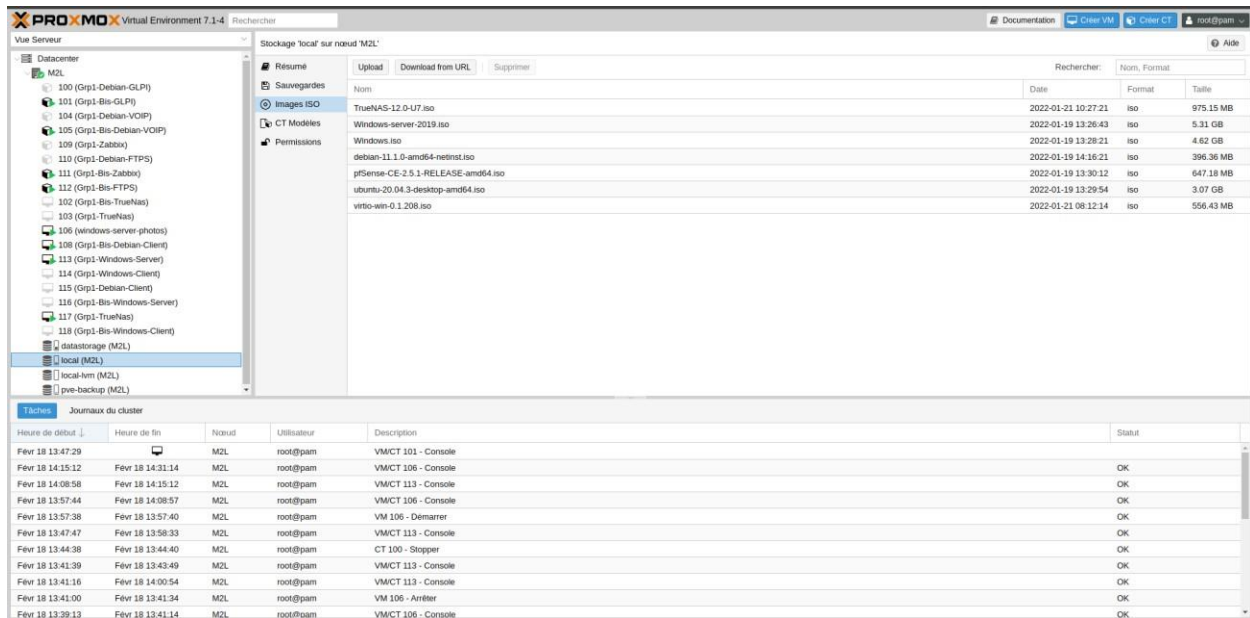 PROXMOX Virtual Environment 7.1-4 Rechercher
Documentation Créer VM Créer CT root@pam
Vue Serveur
Datacenter
M2L
100 (Grp1-Debian-GLPI)
101 (Grp1-Bis-GLPI)
104 (Grp1-Debian-VOIP)
105 (Grp1-Bis-Debian-VOIP)
109 (Grp1-Zabbix)
110 (Grp1-Debian-FTPS)
111 (Grp1-Bis-Zabbix)
112 (Grp1-Bis-FTPS)
102 (Grp1-Bis-TrueNas)
103 (Grp1-TrueNas)
106 (windows-server-photos)
108 (Grp1-Bis-Debian-Client)
113 (Grp1-Windows-Server)
114 (Grp1-Windows-Client)
115 (Grp1-Debian-Client)
116 (Grp1-Bis-Windows-Server)
117 (Grp1-TrueNas)
118 (Grp1-Bis-Windows-Client)
datastorage (M2L)
local (M2L)
local-lvm (M2L)
pve-backup (M2L)
Stockage 'local' sur nœud 'M2L'
Aide
Résumé
Sauvegardes
Images ISO
CT Modèles
Permissions
Upload Download from URL Supprimer Rechercher: Nom, Format
Nom Date Format Taille
TrueNAS-12.0-U7.iso 2022-01-21 10:27:21 iso 975.15 MB
Windows-server-2019.iso 2022-01-19 13:26:43 iso 5.31 GB
Windows.iso 2022-01-19 13:28:21 iso 4.62 GB
debian-11.1.0-amd64-netinst.iso 2022-01-19 14:16:21 iso 396.36 MB
pfSense-CE-2.5.1-RELEASE-amd64.iso 2022-01-19 13:30:12 iso 647.18 MB
ubuntu-20.04.3-desktop-amd64.iso 2022-01-19 13:29:54 iso 3.07 GB
virtio-win-0.1.208.iso 2022-01-21 08:12:14 iso 556.43 MB
Tâches Journaux du cluster
Heure de début ↓ Heure de fin Nœud Utilisateur Description Statut
Févr 18 13:47:29 M2L root@pam VM/CT 101 - Console
Févr 18 14:15:12 Févr 18 14:31:14 M2L root@pam VM/CT 106 - Console OK
Févr 18 14:08:58 Févr 18 14:15:12 M2L root@pam VM/CT 113 - Console OK
Févr 18 13:57:44 Févr 18 14:08:57 M2L root@pam VM/CT 106 - Console OK
Févr 18 13:57:38 Févr 18 13:57:40 M2L root@pam VM 106 - Démarrer OK
Févr 18 13:47:47 Févr 18 13:58:33 M2L root@pam VM/CT 113 - Console OK
Févr 18 13:44:38 Févr 18 13:44:40 M2L root@pam CT 100 - Stopper OK
Févr 18 13:41:39 Févr 18 13:43:49 M2L root@pam VM/CT 113 - Console OK
Févr 18 13:41:16 Févr 18 14:00:54 M2L root@pam VM/CT 113 - Console OK
Févr 18 13:41:00 Févr 18 13:41:34 M2L root@pam VM 106 - Arrêter OK
Févr 18 13:39:13 Févr 18 13:41:14 M2L root@pam VM/CT 106 - Console OK